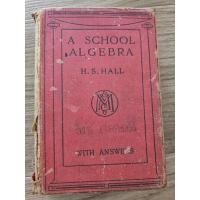 A SCHOOL
ALGEBRA
H. S. HALL
WITH ANSWERS